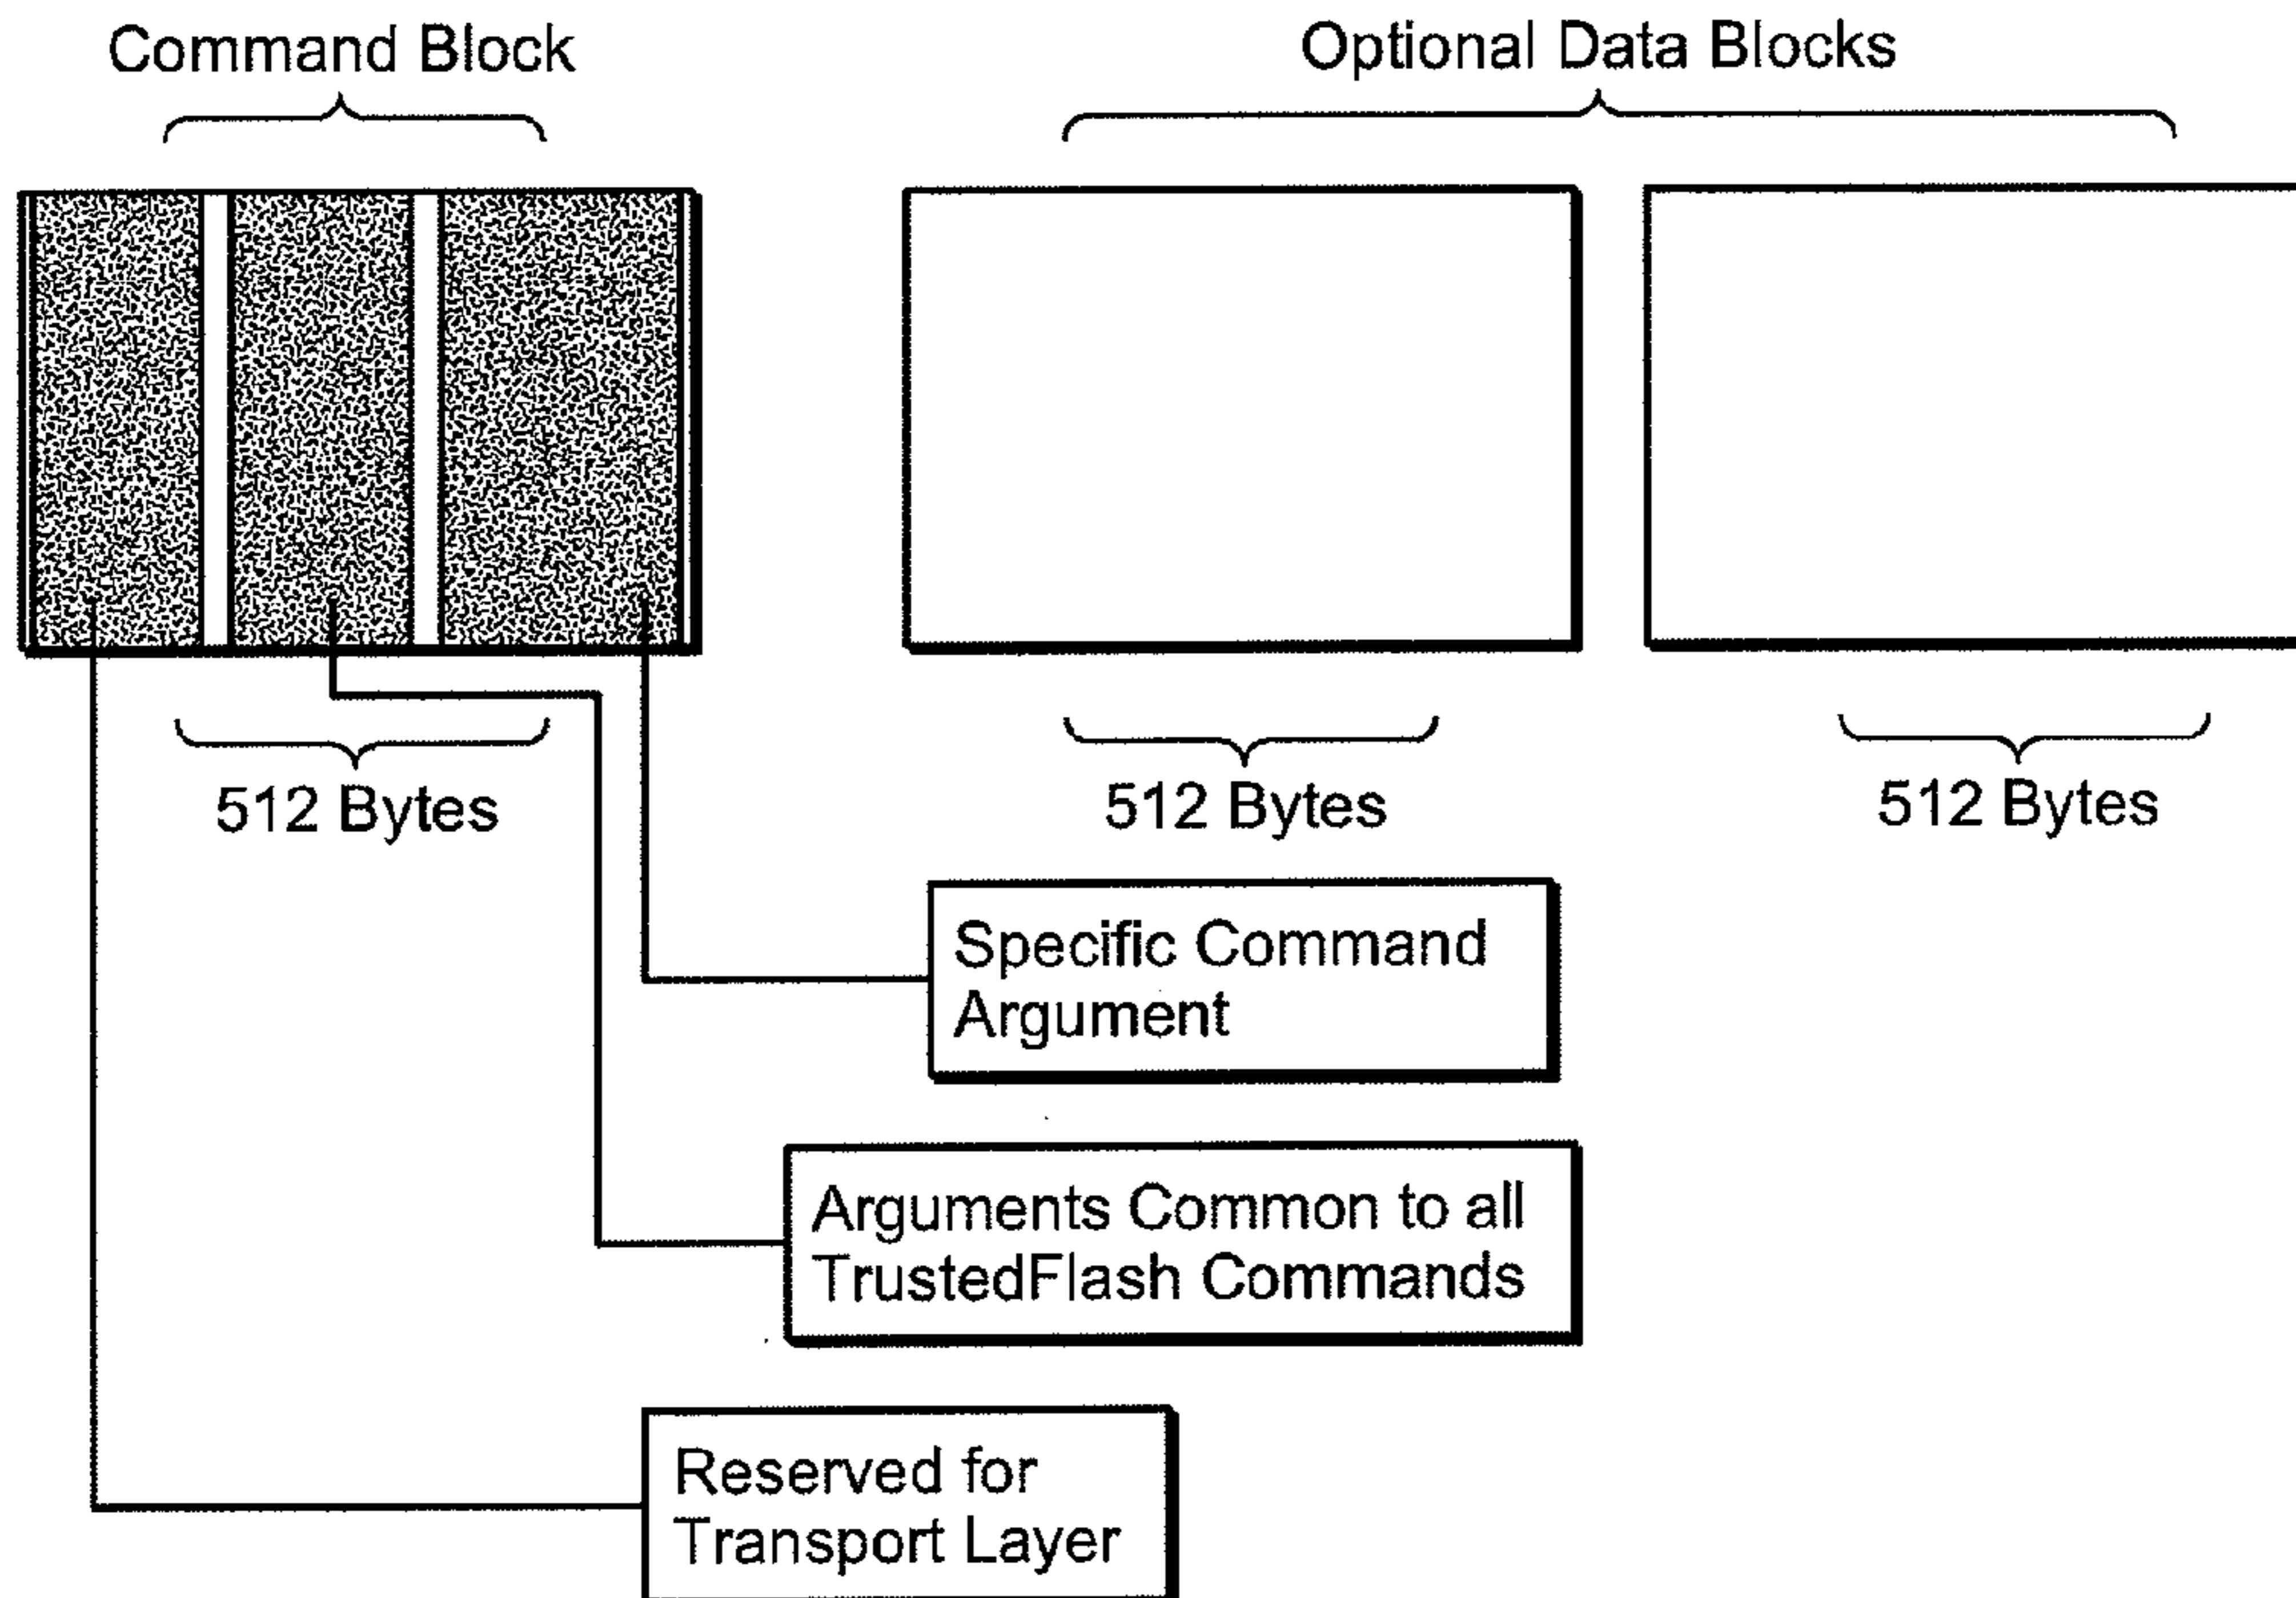 Command Block
Optional Data Blocks
512 Bytes
512 Bytes
512 Bytes
Specific Command
Argument
Arguments Common to all
TrustedFlash Commands
Reserved for
Transport Layer